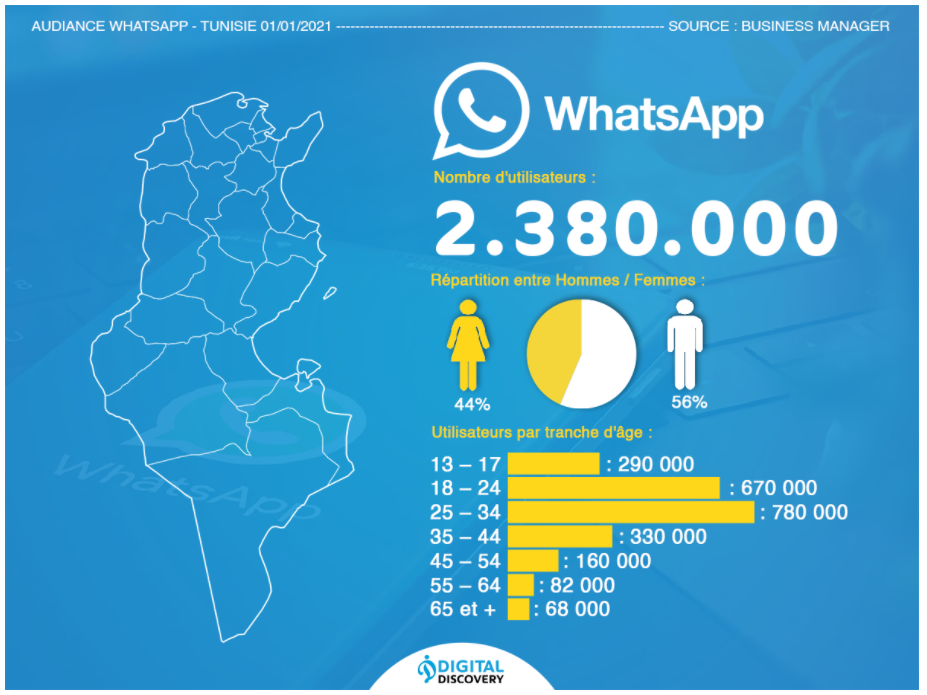 AUDIANCE WHATSAPP - TUNISIE 01/01/2021 ---------------------------------------------------------------- SOURCE : BUSINESS MANAGER
WhatsApp
Nombre d'utilisateurs :
2.380.000
Répartition entre Hommes / Femmes :
44%
56%
Utilisateurs par tranche d'âge :
13 – 17 : 290 000
18 – 24 : 670 000
25 – 34 : 780 000
35 – 44 : 330 000
45 – 54 : 160 000
55 – 64 : 82 000
65 et + : 68 000
WhatsApp
DIGITAL
DISCOVERY